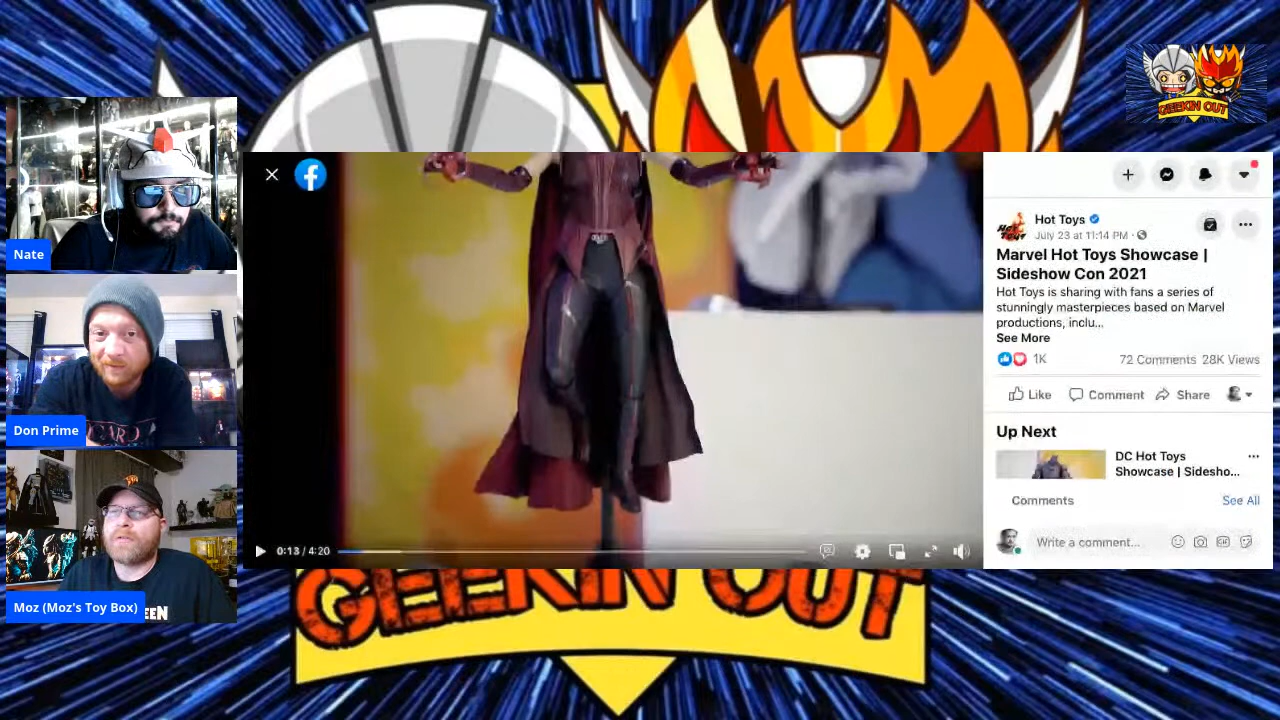 GEEKIN OUT
Nate
Don Prime
Moz (Moz's Toy Box)
EEN
0:13 / 4:20
Hot Toys
July 23 at 11:14 PM ·
Marvel Hot Toys Showcase |
Sideshow Con 2021
Hot Toys is sharing with fans a series of
stunningly masterpieces based on Marvel
productions, inclu...
See More
1K
72 Comments 28K Views
Like
Comment
Share
Up Next
DC Hot Toys
Showcase | Sidesho...
Comments
See All
Write a comment...
GIF
GEEKIN OUT